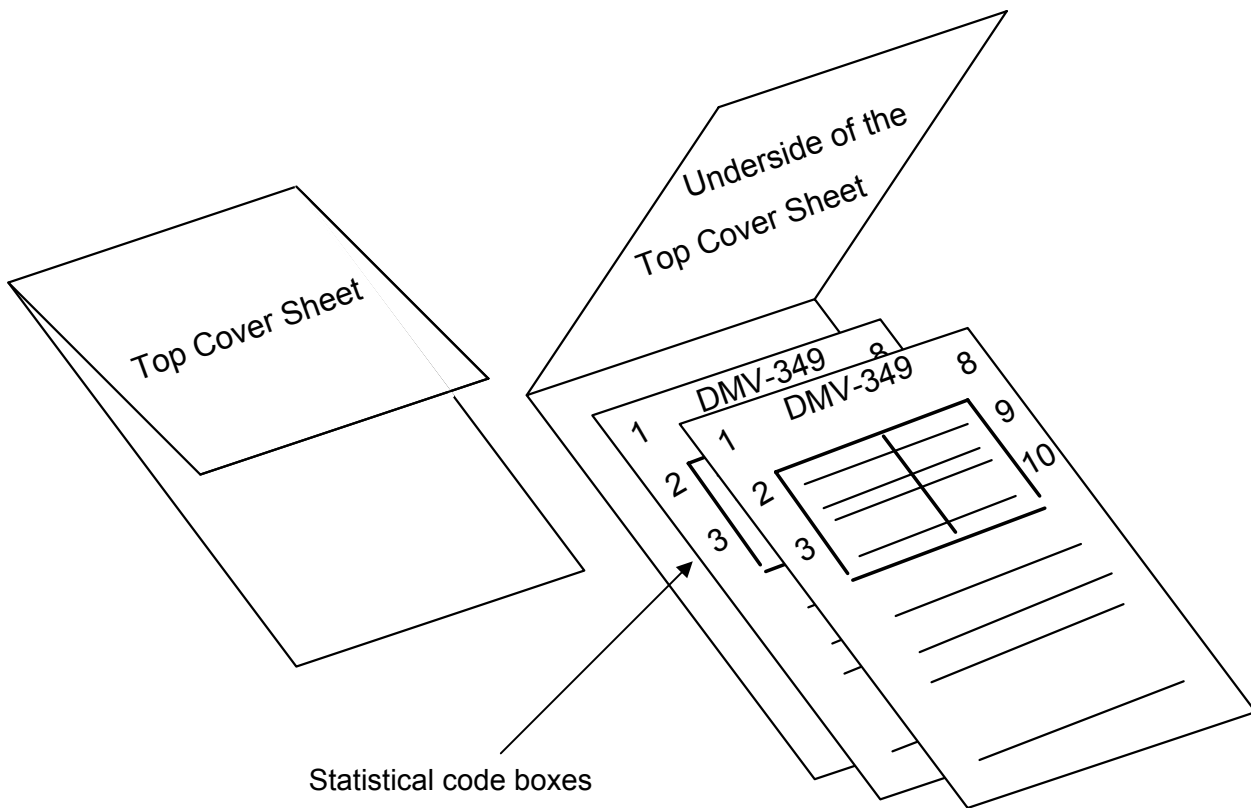 Top Cover Sheet
Underside of the
Top Cover Sheet
DMV-349
8
1
2
3
DMV-349
8
1
9
2
10
3
Statistical code boxes